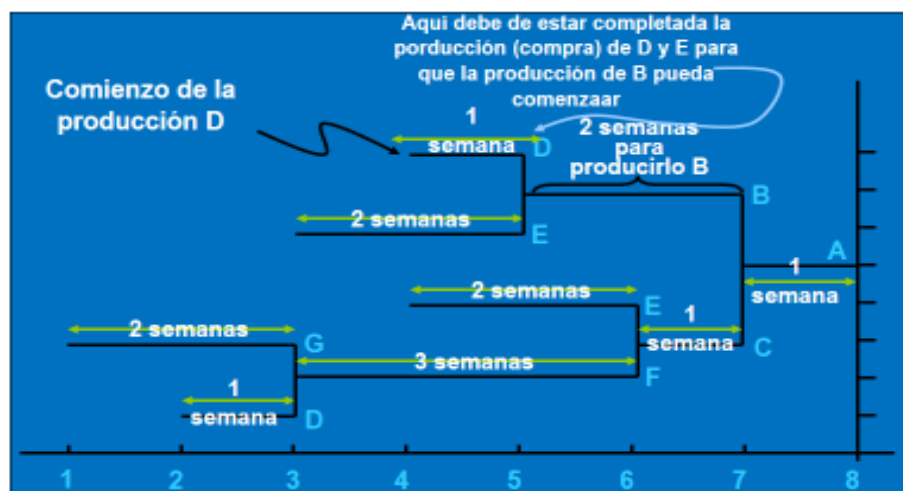 Aqui debe de estar completada la
porducción (compra) de D y E para
que la producción de B pueda
comenzaar
Comienzo de la
producción D
1
semana
D
2 semanas
para
producirlo B
B
2 semanas
E
A
1
semana
2 semanas
E
1
semana
C
2 semanas
G
3 semanas
F
1
semana
D
1 2 3 4 5 6 7 8